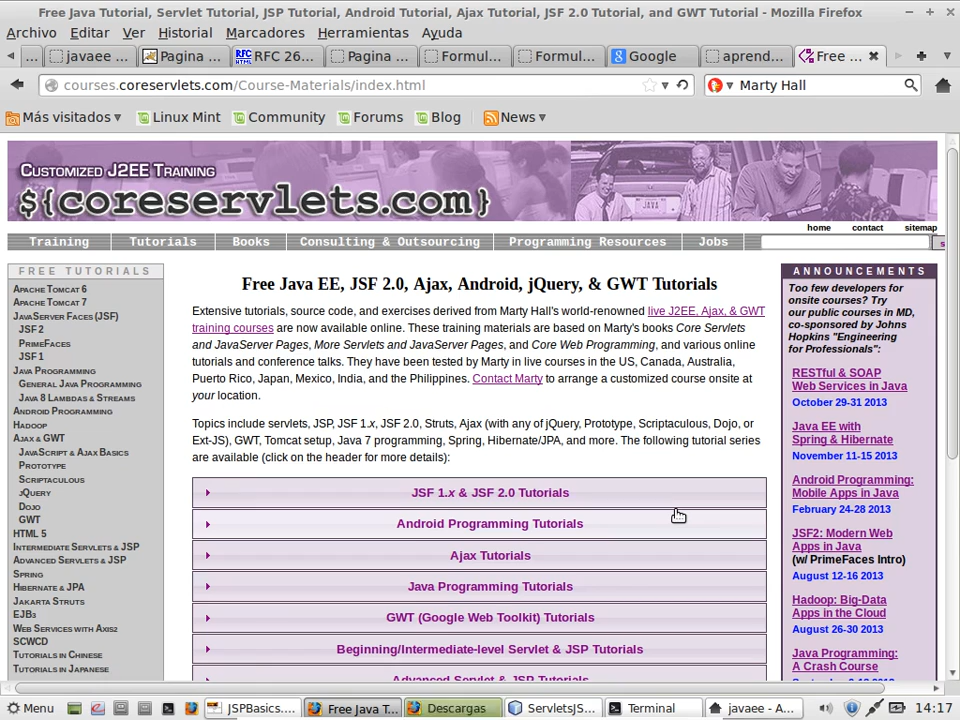 Free Java Tutorial, Servlet Tutorial, JSP Tutorial, Android Tutorial, Ajax Tutorial, JSF 2.0 Tutorial, and GWT Tutorial - Mozilla Firefox
Archivo Editar Ver Historial Marcadores Herramientas Ayuda
... javaee ... Pagina ... RFC 26... Pagina ... Formul... Formul... Google aprend... Free ...
courses.coreservlets.com/Course-Materials/index.html Marty Hall
Más visitados Linux Mint Community Forums Blog News
Customized J2EE Training
${coreservlets.com}
JAVA
home contact sitemap
Training Tutorials Books Consulting & Outsourcing Programming Resources Jobs
FREE TUTORIALS
Apache Tomcat 6
Apache Tomcat 7
JavaServer Faces (JSF)
JSF 2
PrimeFaces
JSF 1
Java Programming
General Java Programming
Java 8 Lambdas & Streams
Android Programming
Hadoop
Ajax & GWT
JavaScript & Ajax Basics
Prototype
Scriptaculous
jQuery
Dojo
GWT
HTML 5
Intermediate Servlets & JSP
Advanced Servlets & JSP
Spring
Hibernate & JPA
Jakarta Struts
EJB3
Web Services with Axis2
SCWCD
Tutorials in Chinese
Tutorials in Japanese
Free Java EE, JSF 2.0, Ajax, Android, jQuery, & GWT Tutorials
Extensive tutorials, source code, and exercises derived from Marty Hall's world-renowned live J2EE, Ajax, & GWT
training courses are now available online. These training materials are based on Marty's books Core Servlets
and JavaServer Pages, More Servlets and JavaServer Pages, and Core Web Programming, and various online
tutorials and conference talks. They have been tested by Marty in live courses in the US, Canada, Australia,
Puerto Rico, Japan, Mexico, India, and the Philippines. Contact Marty to arrange a customized course onsite at
your location.
Topics include servlets, JSP, JSF 1.x, JSF 2.0, Struts, Ajax (with any of jQuery, Prototype, Scriptaculous, Dojo, or
Ext-JS), GWT, Tomcat setup, Java 7 programming, Spring, Hibernate/JPA, and more. The following tutorial series
are available (click on the header for more details):
JSF 1.x & JSF 2.0 Tutorials
Android Programming Tutorials
Ajax Tutorials
Java Programming Tutorials
GWT (Google Web Toolkit) Tutorials
Beginning/Intermediate-level Servlet & JSP Tutorials
Advanced Servlet & JSP Tutorials
ANNOUNCEMENTS
Too few developers for
onsite courses? Try
our public courses in MD,
co-sponsored by Johns
Hopkins "Engineering
for Professionals":
RESTful & SOAP
Web Services in Java
October 29-31 2013
Java EE with
Spring & Hibernate
November 11-15 2013
Android Programming:
Mobile Apps in Java
February 24-28 2013
JSF2: Modern Web
Apps in Java
(w/ PrimeFaces Intro)
August 12-16 2013
Hadoop: Big-Data
Apps in the Cloud
August 26-30 2013
Java Programming:
A Crash Course
Menu JSPBasics.... Free Java T... Descargas ServletsJS... Terminal javaee - A... 14:17